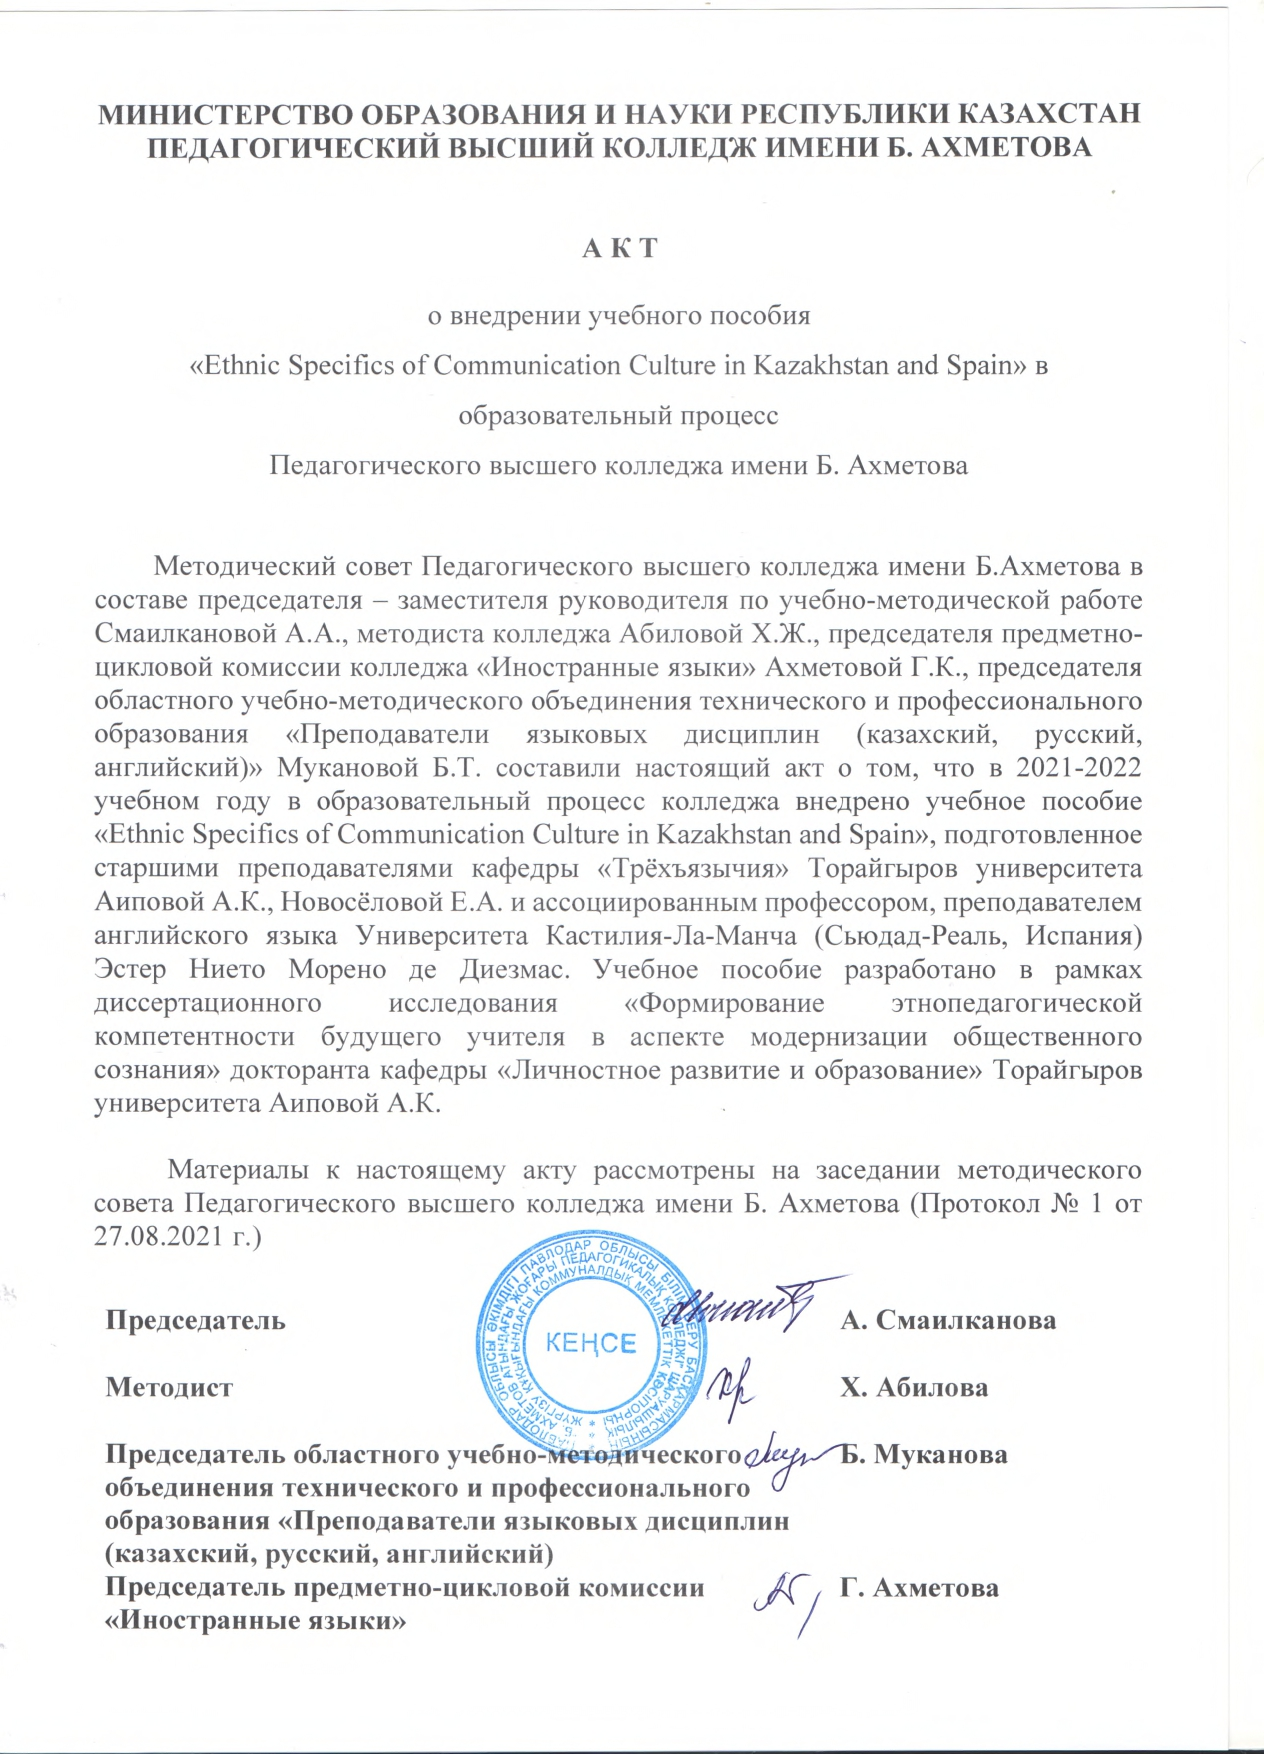 МИНИСТЕРСТВО ОБРАЗОВАНИЯ И НАУКИ РЕСПУБЛИКИ КАЗАХСТАН
ПЕДАГОГИЧЕСКИЙ ВЫСШИЙ КОЛЛЕДЖ ИМЕНИ Б. АХМЕТОВА
А К Т
о внедрении учебного пособия
«Ethnic Specifics of Communication Culture in Kazakhstan and Spain» в
образовательный процесс
Педагогического высшего колледжа имени Б. Ахметова
Методический совет Педагогического высшего колледжа имени Б.Ахметова в
составе председателя – заместителя руководителя по учебно-методической работе
Смаилкановой А.А., методиста колледжа Абиловой Х.Ж., председателя предметно-
цикловой комиссии колледжа «Иностранные языки» Ахметовой Г.К., председателя
областного учебно-методического объединения технического и профессионального
образования «Преподаватели языковых дисциплин (казахский, русский,
английский)» Мукановой Б.Т. составили настоящий акт о том, что в 2021-2022
учебном году в образовательный процесс колледжа внедрено учебное пособие
«Ethnic Specifics of Communication Culture in Kazakhstan and Spain», подготовленное
старшими преподавателями кафедры «Трёхъязычия» Торайгыров университета
Аиповой А.К., Новосёловой Е.А. и ассоциированным профессором, преподавателем
английского языка Университета Кастилия-Ла-Манча (Сьюдад-Реаль, Испания)
Эстер Нието Морено де Диезмас. Учебное пособие разработано в рамках
диссертационного исследования «Формирование этнопедагогической
компетентности будущего учителя в аспекте модернизации общественного
сознания» докторанта кафедры «Личностное развитие и образование» Торайгыров
университета Аиповой А.К.
Материалы к настоящему акту рассмотрены на заседании методического
совета Педагогического высшего колледжа имени Б. Ахметова (Протокол № 1 от
27.08.2021 г.)
Председатель А. Смаилканова
КЕҢСЕ
Методист Х. Абилова
Председатель областного учебно-методического Б. Муканова
объединения технического и профессионального
образования «Преподаватели языковых дисциплин
(казахский, русский, английский)
Председатель предметно-цикловой комиссии Г. Ахметова
«Иностранные языки»